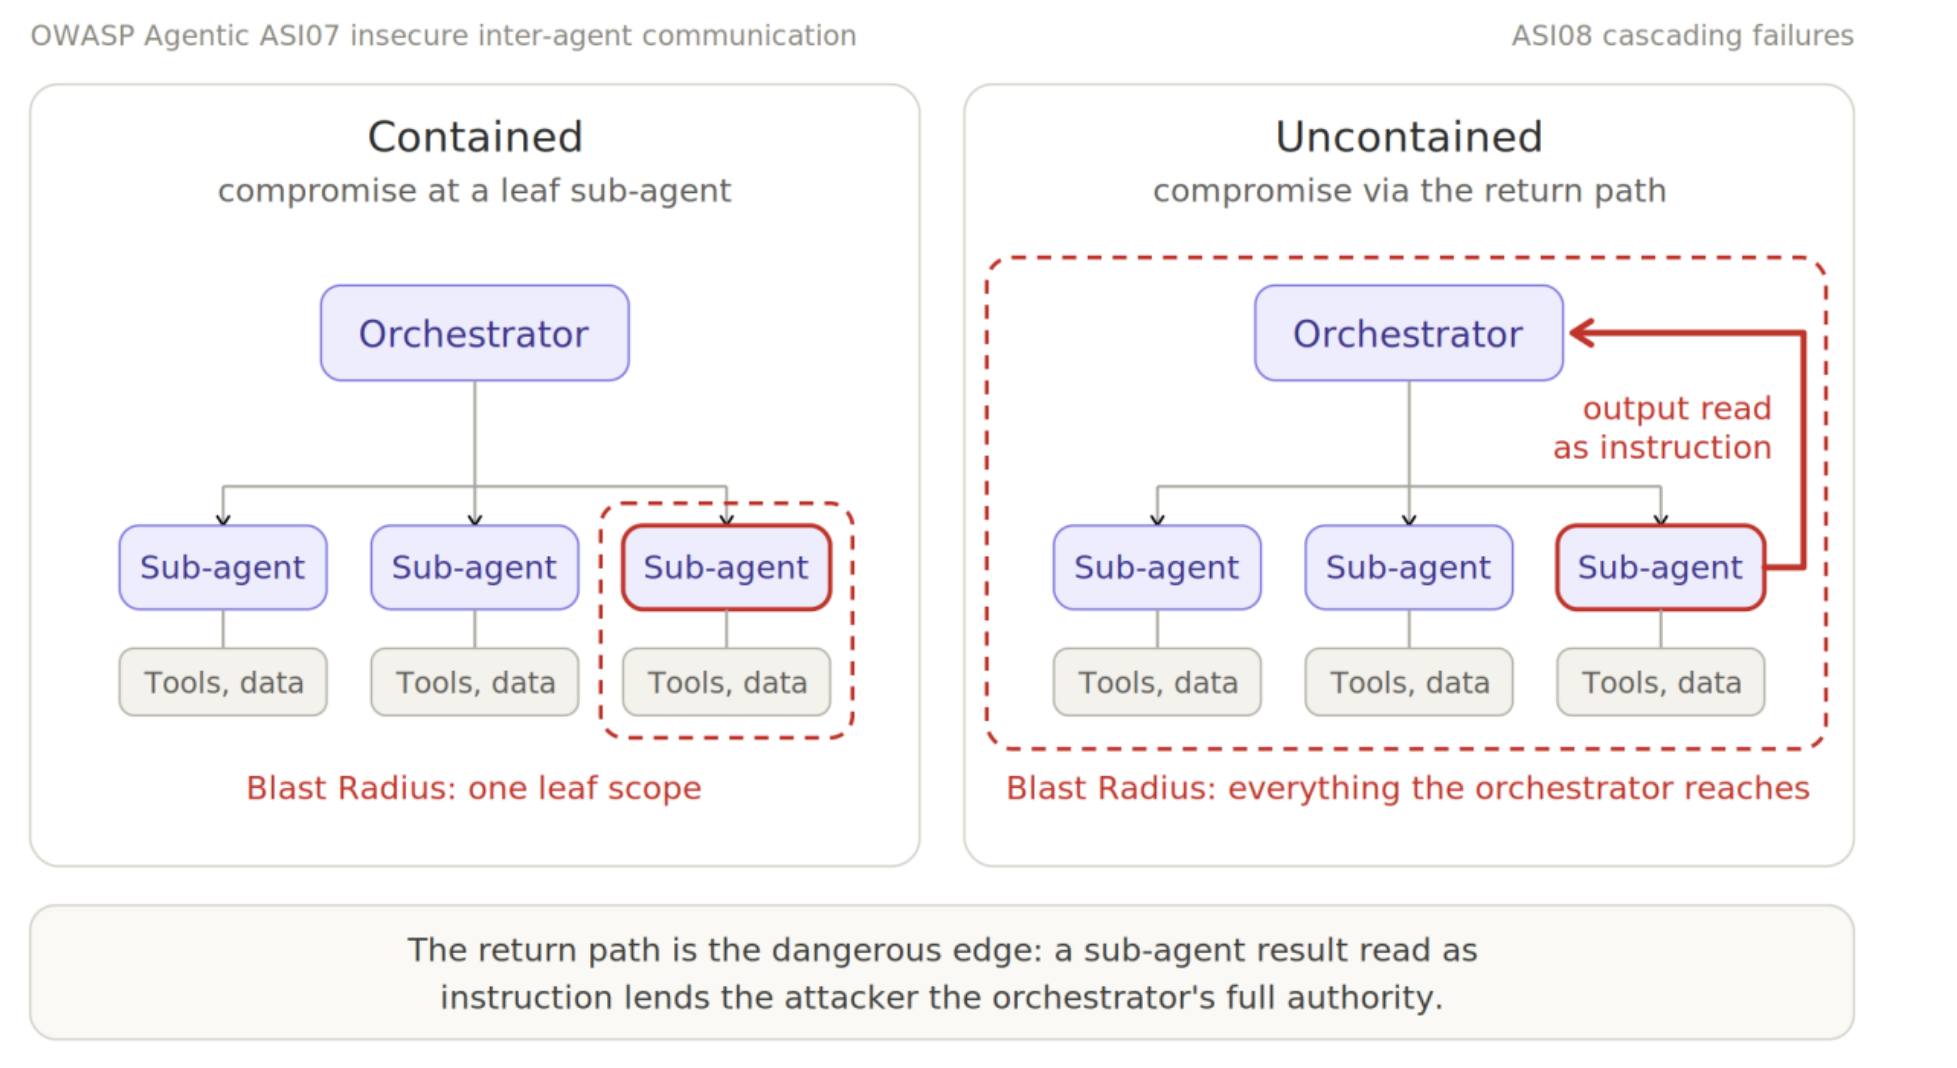 OWASP Agentic ASI07 insecure inter-agent communication
ASI08 cascading failures
Contained
compromise at a leaf sub-agent
Orchestrator
Sub-agent
Sub-agent
Sub-agent
Tools, data
Tools, data
Tools, data
Blast Radius: one leaf scope
Uncontained
compromise via the return path
Orchestrator
output read
as instruction
Sub-agent
Sub-agent
Sub-agent
Tools, data
Tools, data
Tools, data
Blast Radius: everything the orchestrator reaches
The return path is the dangerous edge: a sub-agent result read as
instruction lends the attacker the orchestrator's full authority.